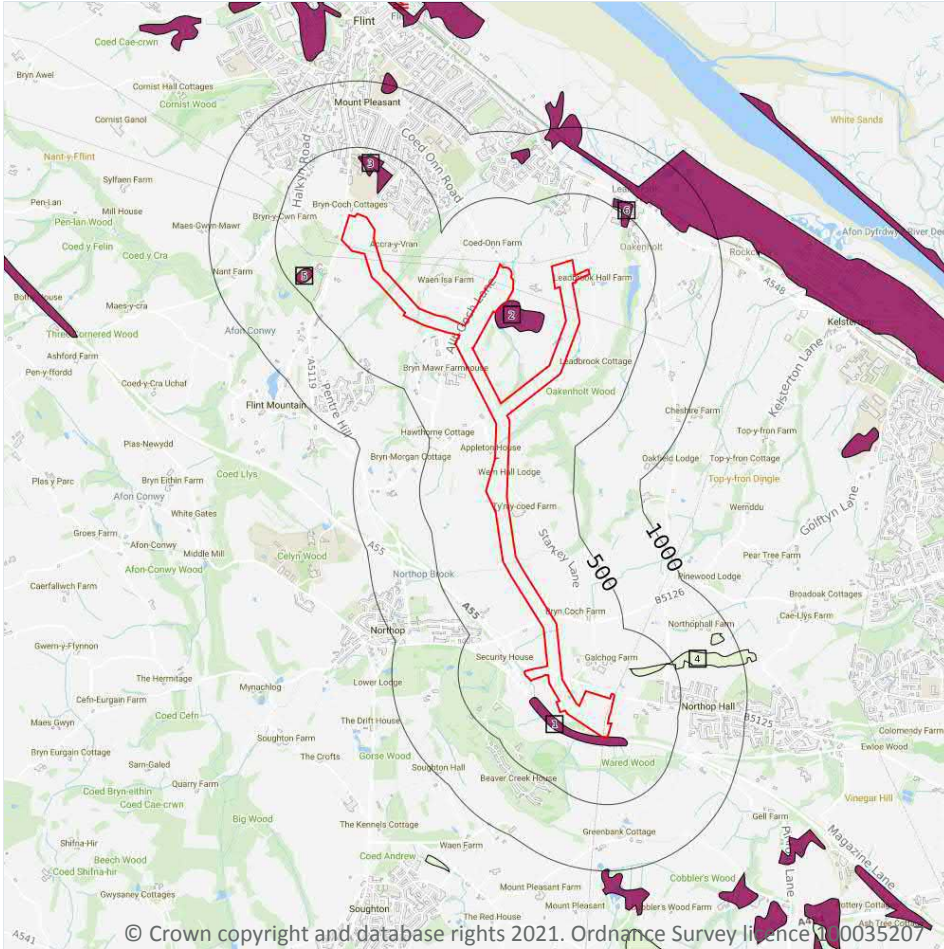 Flint
Coed Cae-crwn
Bryn Awel
Cornist Hall Cottages
Cornist Wood
Mount Pleasant
Cornist Ganol
White Sands
Coed Onn Road
Halkyn Road
Nant-y-Fflint
3
Sylfaen Farm
Pen-Lan
Mill House
Bryn-Coch Cottages
Pen-lan Wood
Bryn-y-Cwn Farm
Maes-Gwyn-Mawr
6
Coed y Felin
Accra-y-Vran
Coed-Onn Farm
Oakenholt
Coed y Cra
Nant Farm
5
Waen Isa Farm
Leadbrook Hall Farm
A548
Maes-y-cra
2
Kelsterton
Afon Conwy
Ashford Farm
Bryn Mawr Farmhouse
Leadbrook Cottage
Pen-y-ffordd
A5119
Kelsterton Lane
Coed-y-Cra Uchaf
Oakenholt Wood
Flint Mountain
Pentre Hill
Cheshire Farm
Hawthorne Cottage
Top-y-fron Farm
Plas-Newydd
Appleton House
Bryn-Morgan Cottage
Oakfield Lodge
Top-y-fron Cottage
Coed Llys
Wern Hall Lodge
Plas y Parc
Bryn Eithin Farm
Top-y-fron Dingle
Afon Conwy
Golftyn Lane
White Gates
Ty'n-y-coed Farm
Wernddu
Groes Farm
1000
Afon-Conwy
A55
Middle Mill
Celyn Wood
Starkey Lane
Pear Tree Farm
Afon-Conwy Wood
500
Northop Brook
Pinewood Lodge
Caerfallwch Farm
B5126
Broadoak Cottages
A55
Bryn Coch Farm
Cae-Llys Farm
Northophall Farm
Northop
Gwern-y-Ffynnon
Security House
Galchog Farm
4
The Hermitage
Lower Lodge
Mynachlog
Cefn-Eurgain Farm
Northop Hall
Coed Cefn
The Drift House
1
B5125
Maes Gwyn
Colomendy Farm
Soughton Farm
Ewloe Wood
Bryn Eurgain Cottage
The Crofts
Gorse Wood
Wared Wood
Sarn-Galed
Soughton Hall
Beaver Creek House
Quarry Farm
Coed Bryn-eithin
Vinegar Hill
Coed Cae-crwn
Big Wood
Gell Farm
The Kennels Cottage
Greenbank Cottage
Shifna-Hir
Waen Farm
Magazine Lane
Beech Wood
Coed Andrew
Coed Shifna-hir
Cobbler's Wood
Gwysaney Cottages
Mount Pleasant Farm
Soughton
Mount Pleasant
The Red House
A541
© Crown copyright and database rights 2021. Ordnance Survey licence 100035207